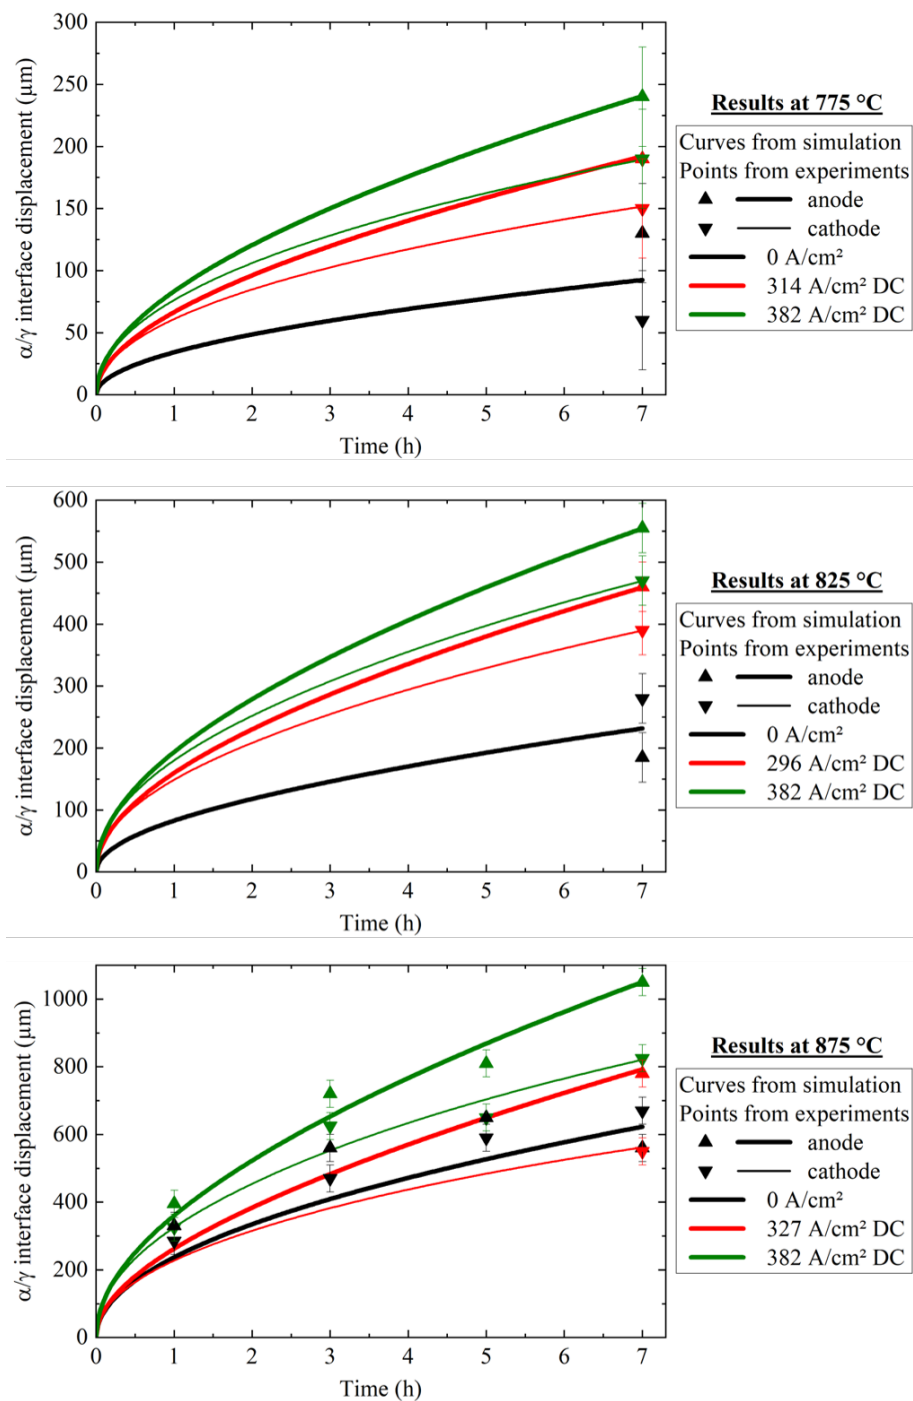 300
250
200
150
100
50
0
α/γ interface displacement (μm)
0 1 2 3 4 5 6 7
Time (h)
Results at 775 °C
Curves from simulation
Points from experiments
anode
cathode
0 A/cm²
314 A/cm² DC
382 A/cm² DC
600
500
400
300
200
100
0
α/γ interface displacement (μm)
0 1 2 3 4 5 6 7
Time (h)
Results at 825 °C
Curves from simulation
Points from experiments
anode
cathode
0 A/cm²
296 A/cm² DC
382 A/cm² DC
1000
800
600
400
200
0
α/γ interface displacement (μm)
0 1 2 3 4 5 6 7
Time (h)
Results at 875 °C
Curves from simulation
Points from experiments
anode
cathode
0 A/cm²
327 A/cm² DC
382 A/cm² DC